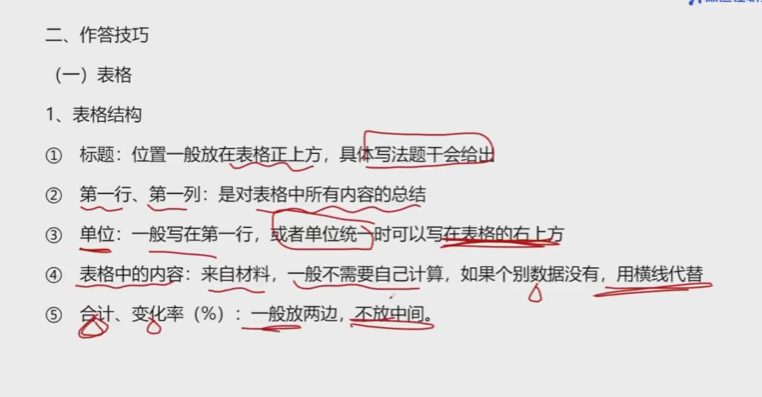 二、作答技巧
（一）表格
1、表格结构
① 标题：位置一般放在表格正上方，具体写法题干会给出
② 第一行、第一列：是对表格中所有内容的总结
③ 单位：一般写在第一行，或者单位统一时可以写在表格的右上方
④ 表格中的内容：来自材料，一般不需要自己计算，如果个别数据没有，用横线代替
⑤ 合计、变化率（%）：一般放两边，不放中间。